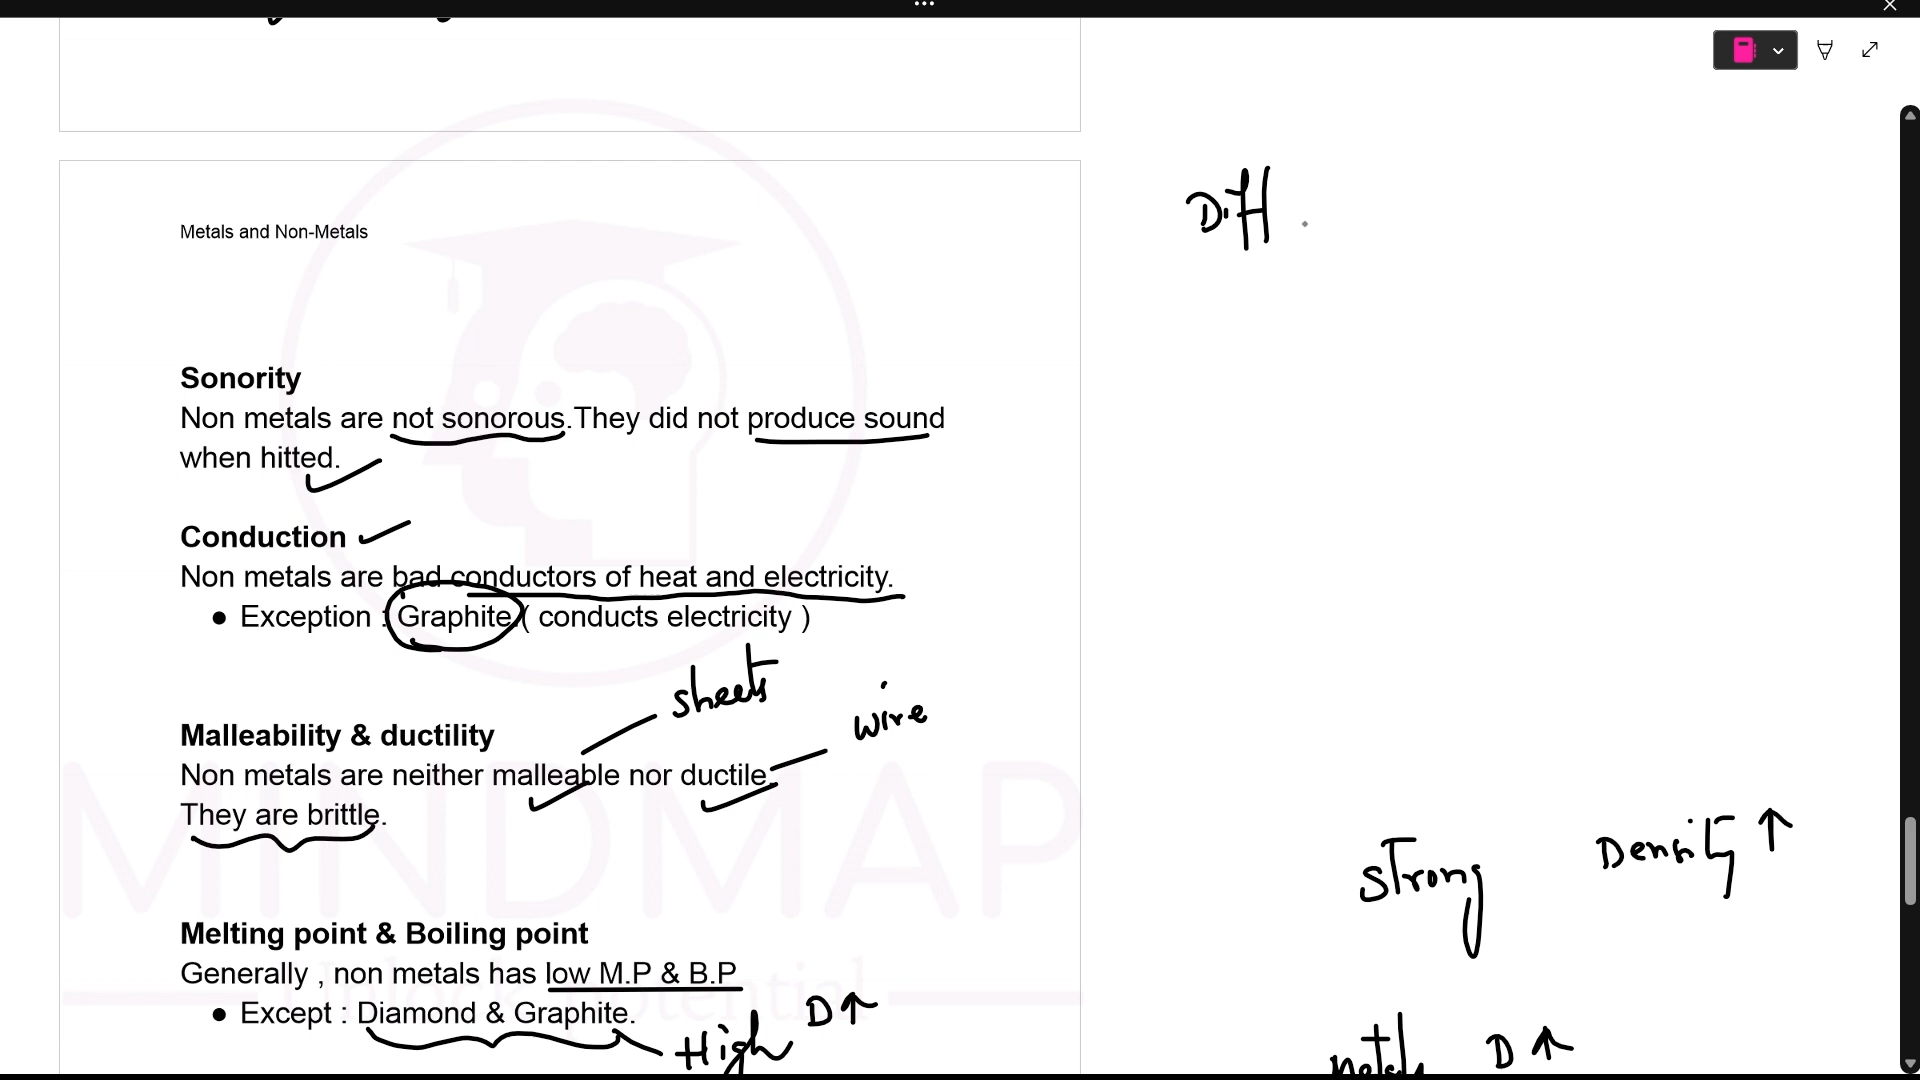 Diff
Metals and Non-Metals
Sonority
Non metals are not sonorous.They did not produce sound
when hitted.
Conduction
Non metals are bad conductors of heat and electricity.
● Exception : Graphite.( conducts electricity )
sheets
wire
Malleability & ductility
Non metals are neither malleable nor ductile.
They are brittle.
strong Density ↑
MINDMAP
Melting point & Boiling point
Generally , non metals has low M.P & B.P
● Except : Diamond & Graphite.
High D↑
metals D ↑